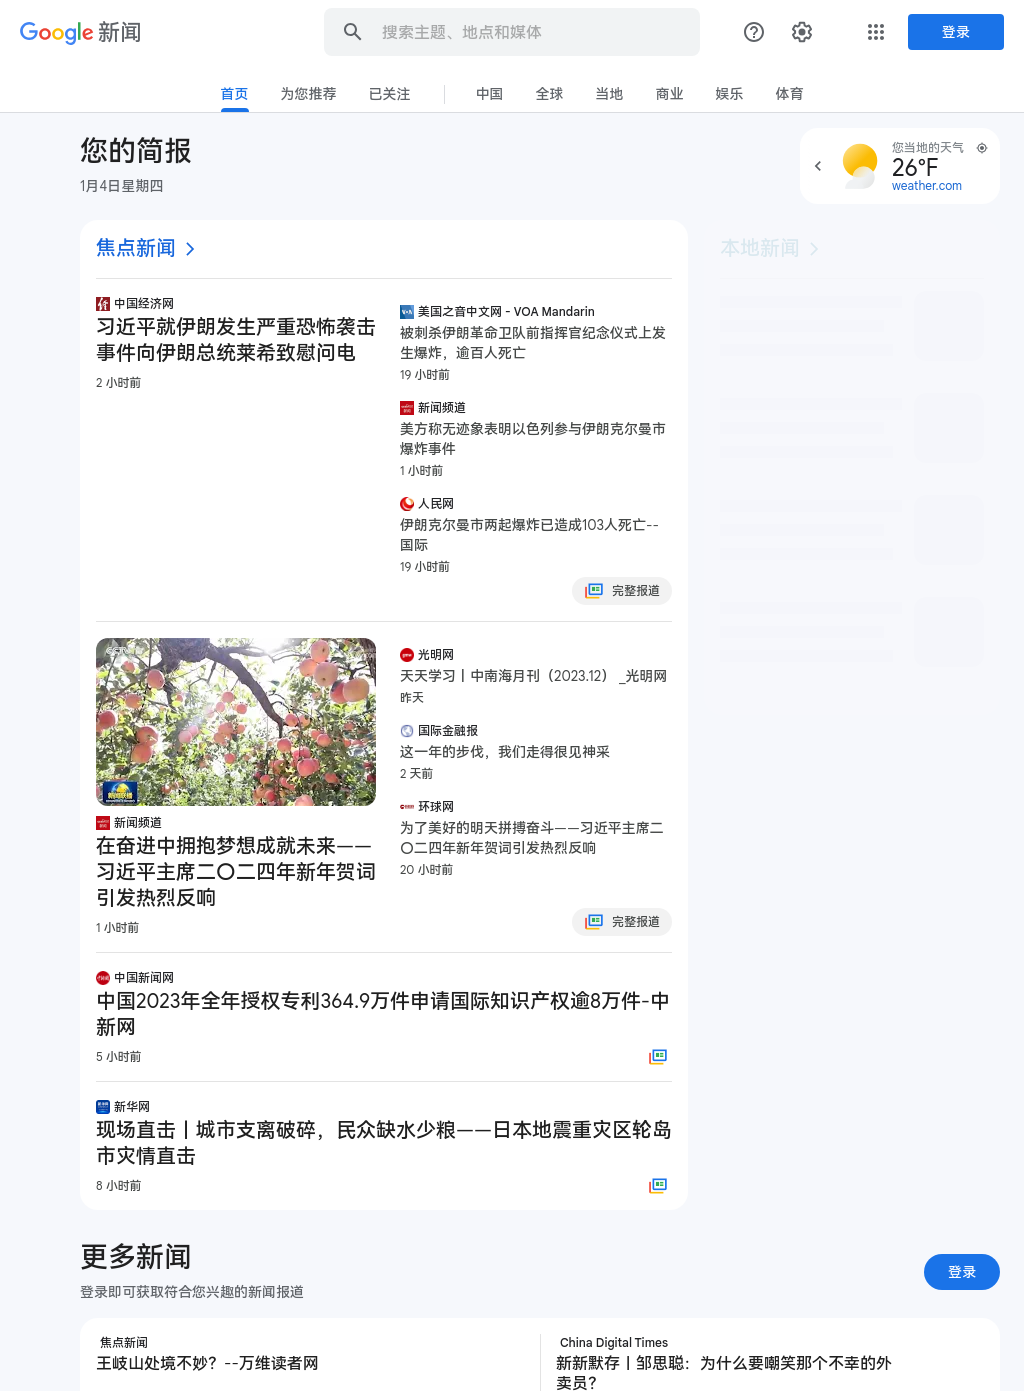 Google 新闻
搜索主题、地点和媒体
登录
首页
为您推荐
已关注
中国
全球
当地
商业
娱乐
体育
您的简报
1月4日星期四
您当地的天气
26°F
weather.com
焦点新闻
本地新闻
中国经济网
习近平就伊朗发生严重恐怖袭击
事件向伊朗总统莱希致慰问电
2 小时前
美国之音中文网 - VOA Mandarin
被刺杀伊朗革命卫队前指挥官纪念仪式上发
生爆炸，逾百人死亡
19 小时前
新闻频道
美方称无迹象表明以色列参与伊朗克尔曼市
爆炸事件
1 小时前
人民网
伊朗克尔曼市两起爆炸已造成103人死亡--
国际
19 小时前
完整报道
新闻频道
在奋进中拥抱梦想成就未来——
习近平主席二〇二四年新年贺词
引发热烈反响
1 小时前
光明网
天天学习丨中南海月刊（2023.12） _光明网
昨天
国际金融报
这一年的步伐，我们走得很见神采
2 天前
环球网
为了美好的明天拼搏奋斗——习近平主席二
〇二四年新年贺词引发热烈反响
20 小时前
完整报道
中国新闻网
中国2023年全年授权专利364.9万件申请国际知识产权逾8万件-中
新网
5 小时前
新华网
现场直击丨城市支离破碎，民众缺水少粮——日本地震重灾区轮岛
市灾情直击
8 小时前
更多新闻
登录即可获取符合您兴趣的新闻报道
登录
焦点新闻
王岐山处境不妙？--万维读者网
China Digital Times
新新默存丨邹思聪：为什么要嘲笑那个不幸的外
卖员？